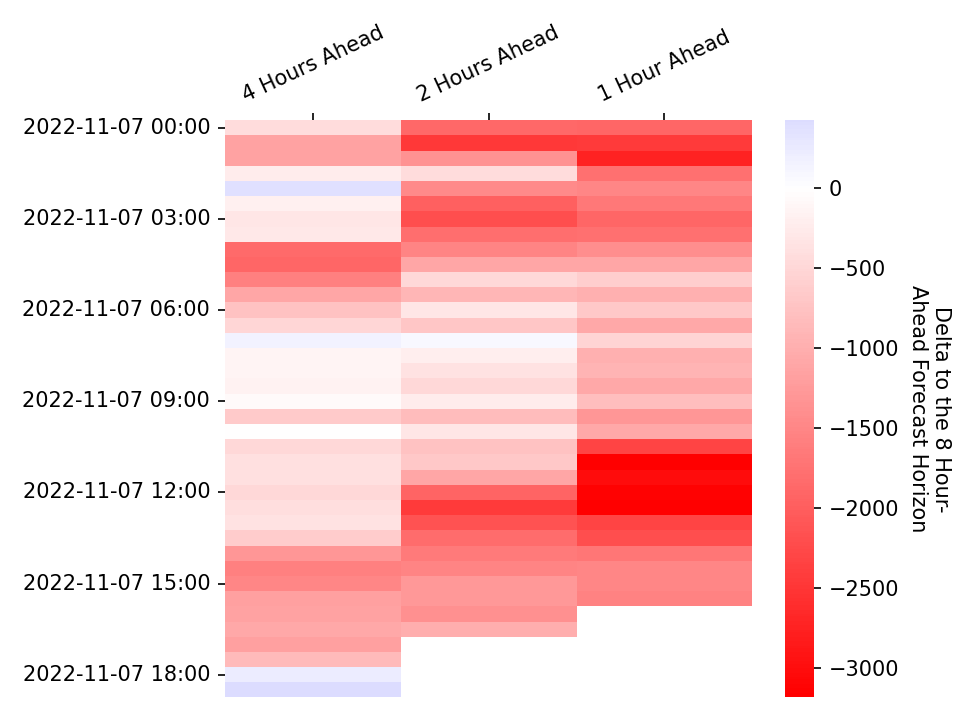 4 Hours Ahead
2 Hours Ahead
1 Hour Ahead
2022-11-07 00:00
2022-11-07 03:00
2022-11-07 06:00
2022-11-07 09:00
2022-11-07 12:00
2022-11-07 15:00
2022-11-07 18:00
0
−500
−1000
−1500
−2000
−2500
−3000
Delta to the 8 Hour-
Ahead Forecast Horizon